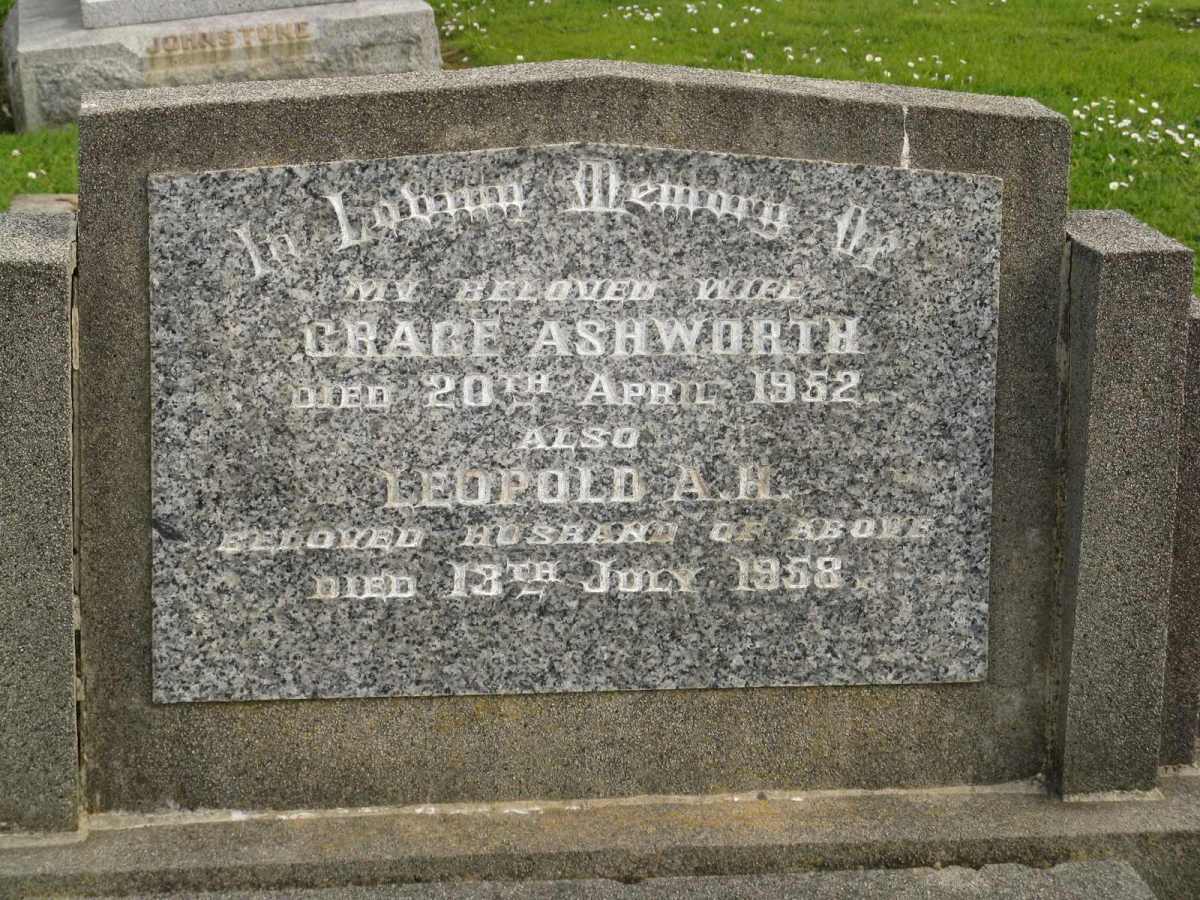 JOHNSTONE
In Loving Memory Of
MY BELOVED WIFE
GRACE ASHWORTH
DIED 20TH APRIL 1952.
ALSO
LEOPOLD A.H.
BELOVED HUSBAND OF ABOVE
DIED 13TH JULY 1958.